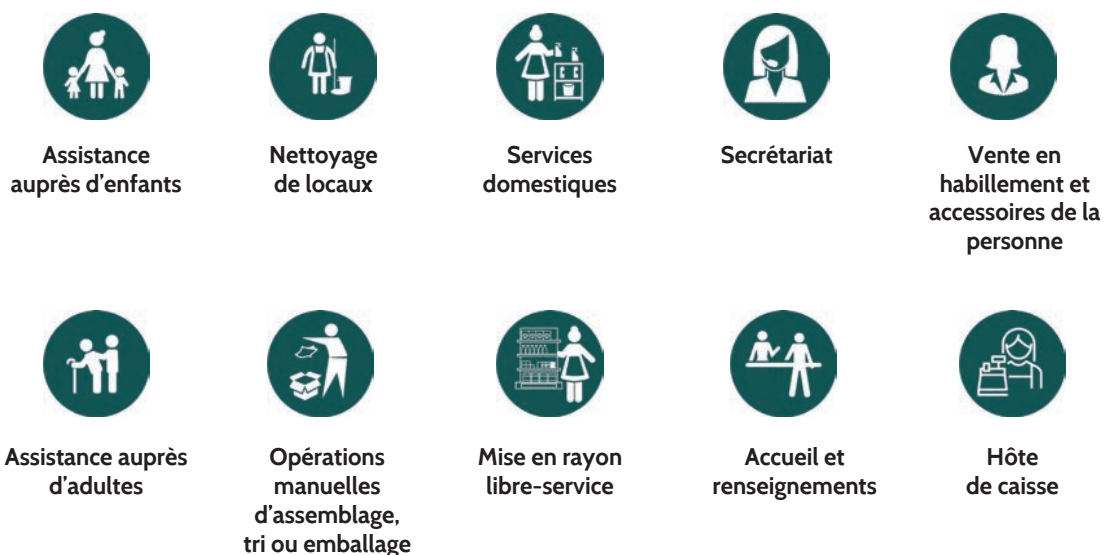 Assistance
auprès d'enfants
Nettoyage
de locaux
Services
domestiques
Secrétariat
Vente en
habillement et
accessoires de la
personne
Assistance auprès
d'adultes
Opérations
manuelles
d'assemblage,
tri ou emballage
Mise en rayon
libre-service
Accueil et
renseignements
Hôte
de caisse